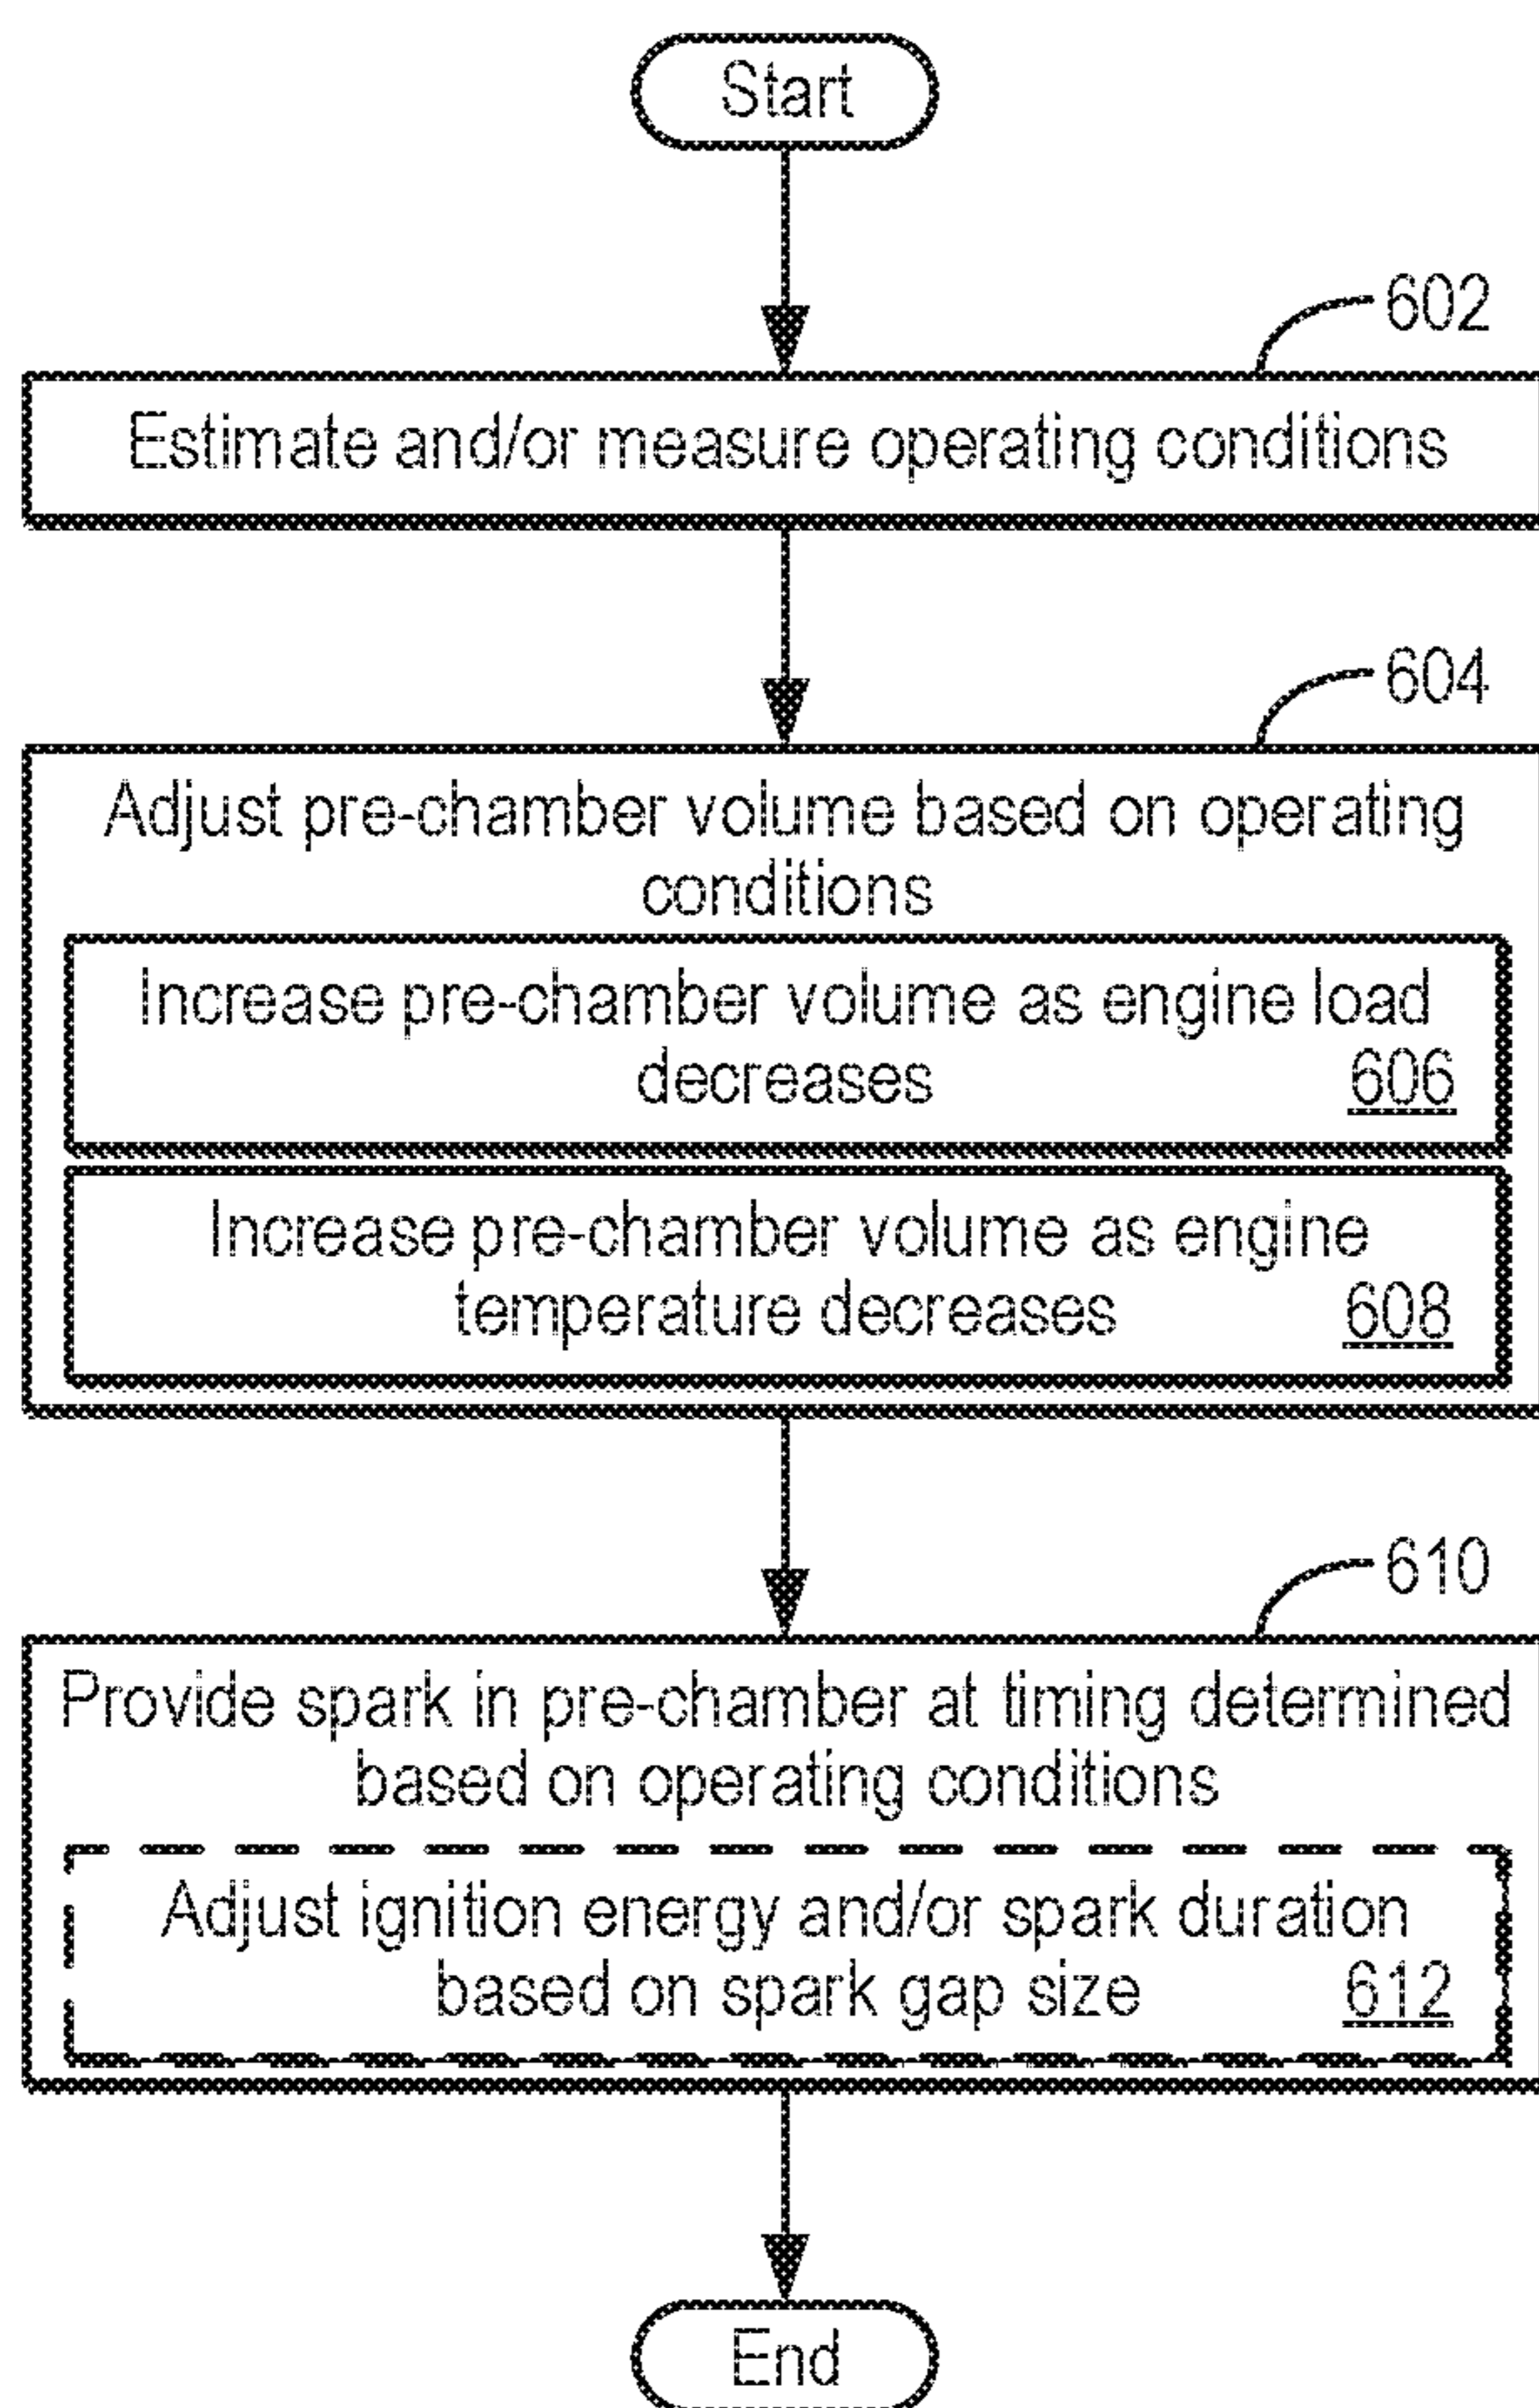 Start
602
Estimate and/or measure operating conditions
604
Adjust pre-chamber volume based on operating
conditions
Increase pre-chamber volume as engine load
decreases 606
Increase pre-chamber volume as engine
temperature decreases 608
610
Provide spark in pre-chamber at timing determined
based on operating conditions
Adjust ignition energy and/or spark duration
based on spark gap size 612
End